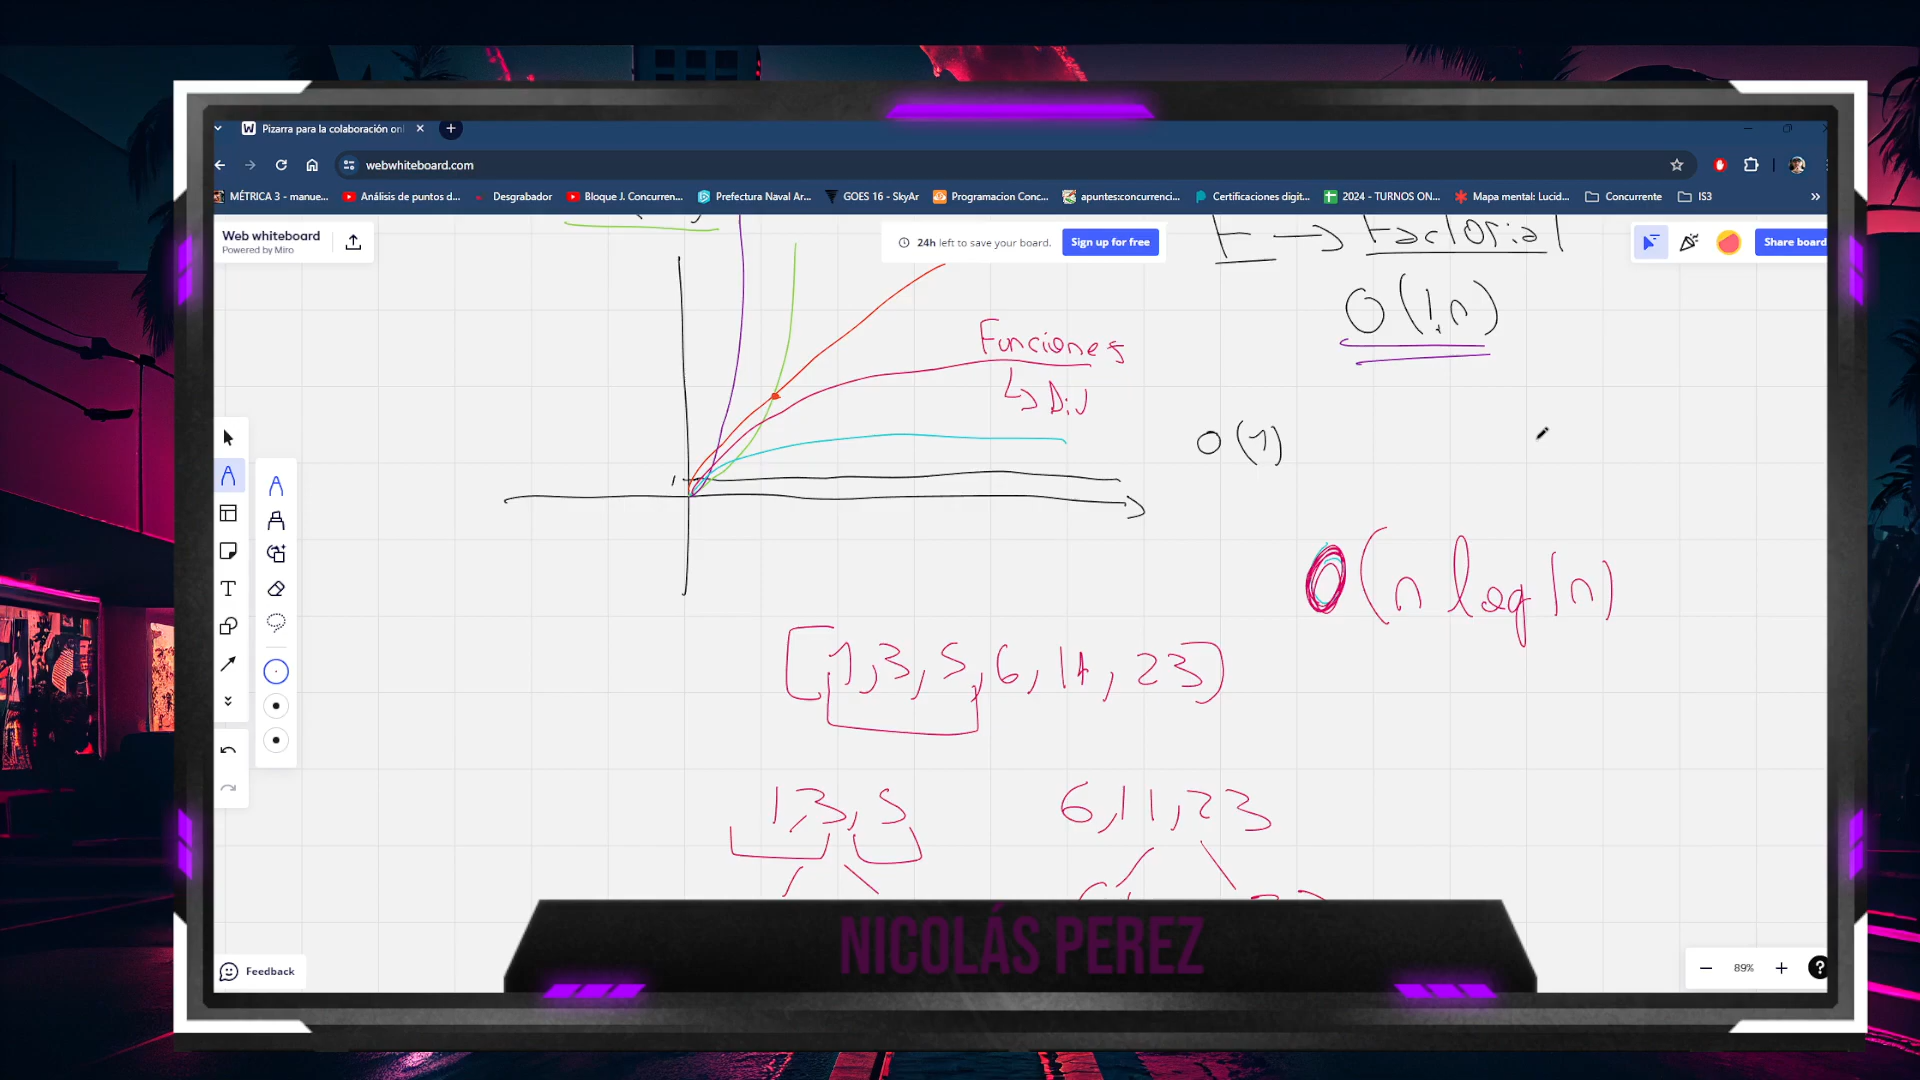 Pizarra para la colaboración onl
webwhiteboard.com
MÉTRICA 3 - manue...
Análisis de puntos d...
Desgrabador
Bloque J. Concurren...
Prefectura Naval Ar...
GOES 16 - SkyAr
Programacion Conc...
apuntes:concurrenci...
Certificaciones digit...
2024 - TURNOS ON...
Mapa mental: Lucid...
Concurrente
IS3
Web whiteboard
Powered by Miro
24h left to save your board.
Sign up for free
Share board
Factorial
O(!n)
Funciones
Div
O(1)
O(n log n)
[1,3,5,6,11,23]
1,3,5
6,11,23
NICOLÁS PEREZ
Feedback
89%